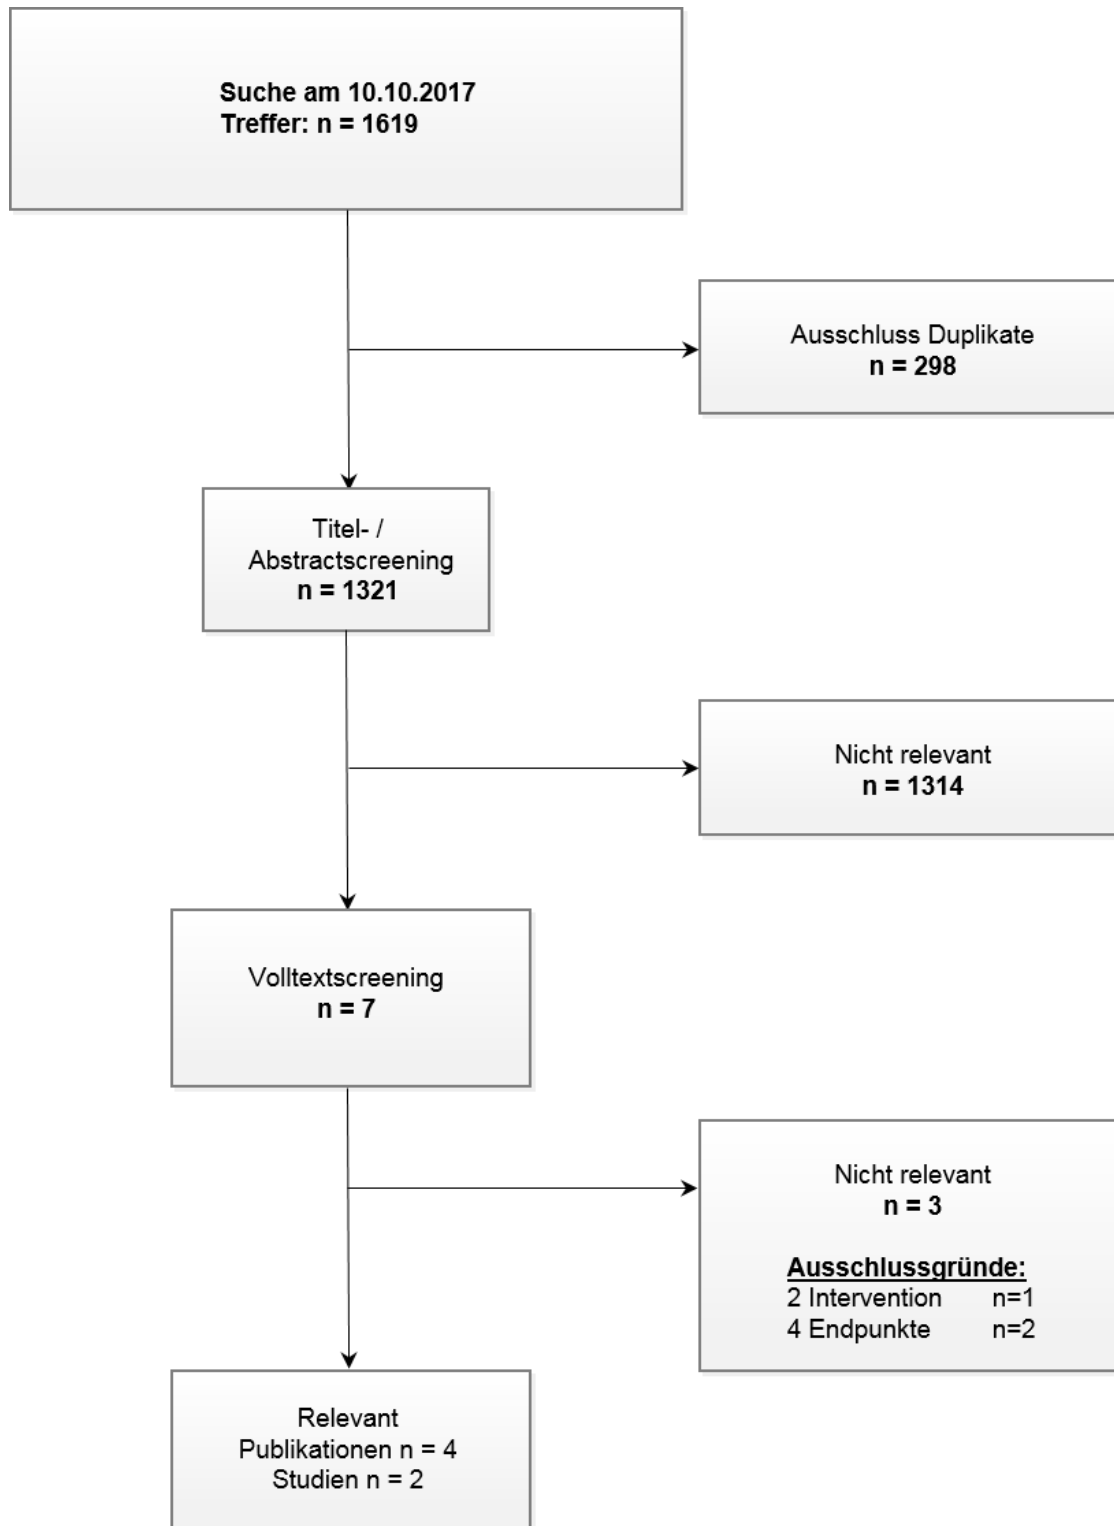 Suche am 10.10.2017
Treffer: n = 1619
Ausschluss Duplikate
n = 298
Titel- /
Abstractscreening
n = 1321
Nicht relevant
n = 1314
Volltextscreening
n = 7
Nicht relevant
n = 3
Ausschlussgründe:
2 Intervention n=1
4 Endpunkte n=2
Relevant
Publikationen n = 4
Studien n = 2